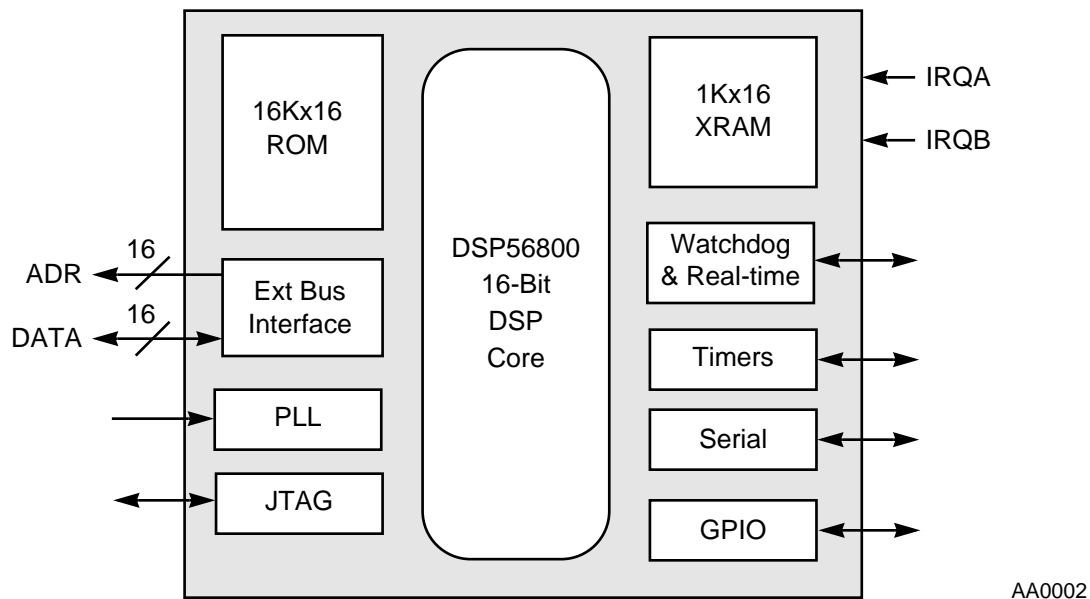 16Kx16
ROM
1Kx16
XRAM
IRQA
IRQB
DSP56800
16-Bit
DSP
Core
16
ADR
16
DATA
Ext Bus
Interface
Watchdog
& Real-time
Timers
PLL
Serial
JTAG
GPIO
AA0002